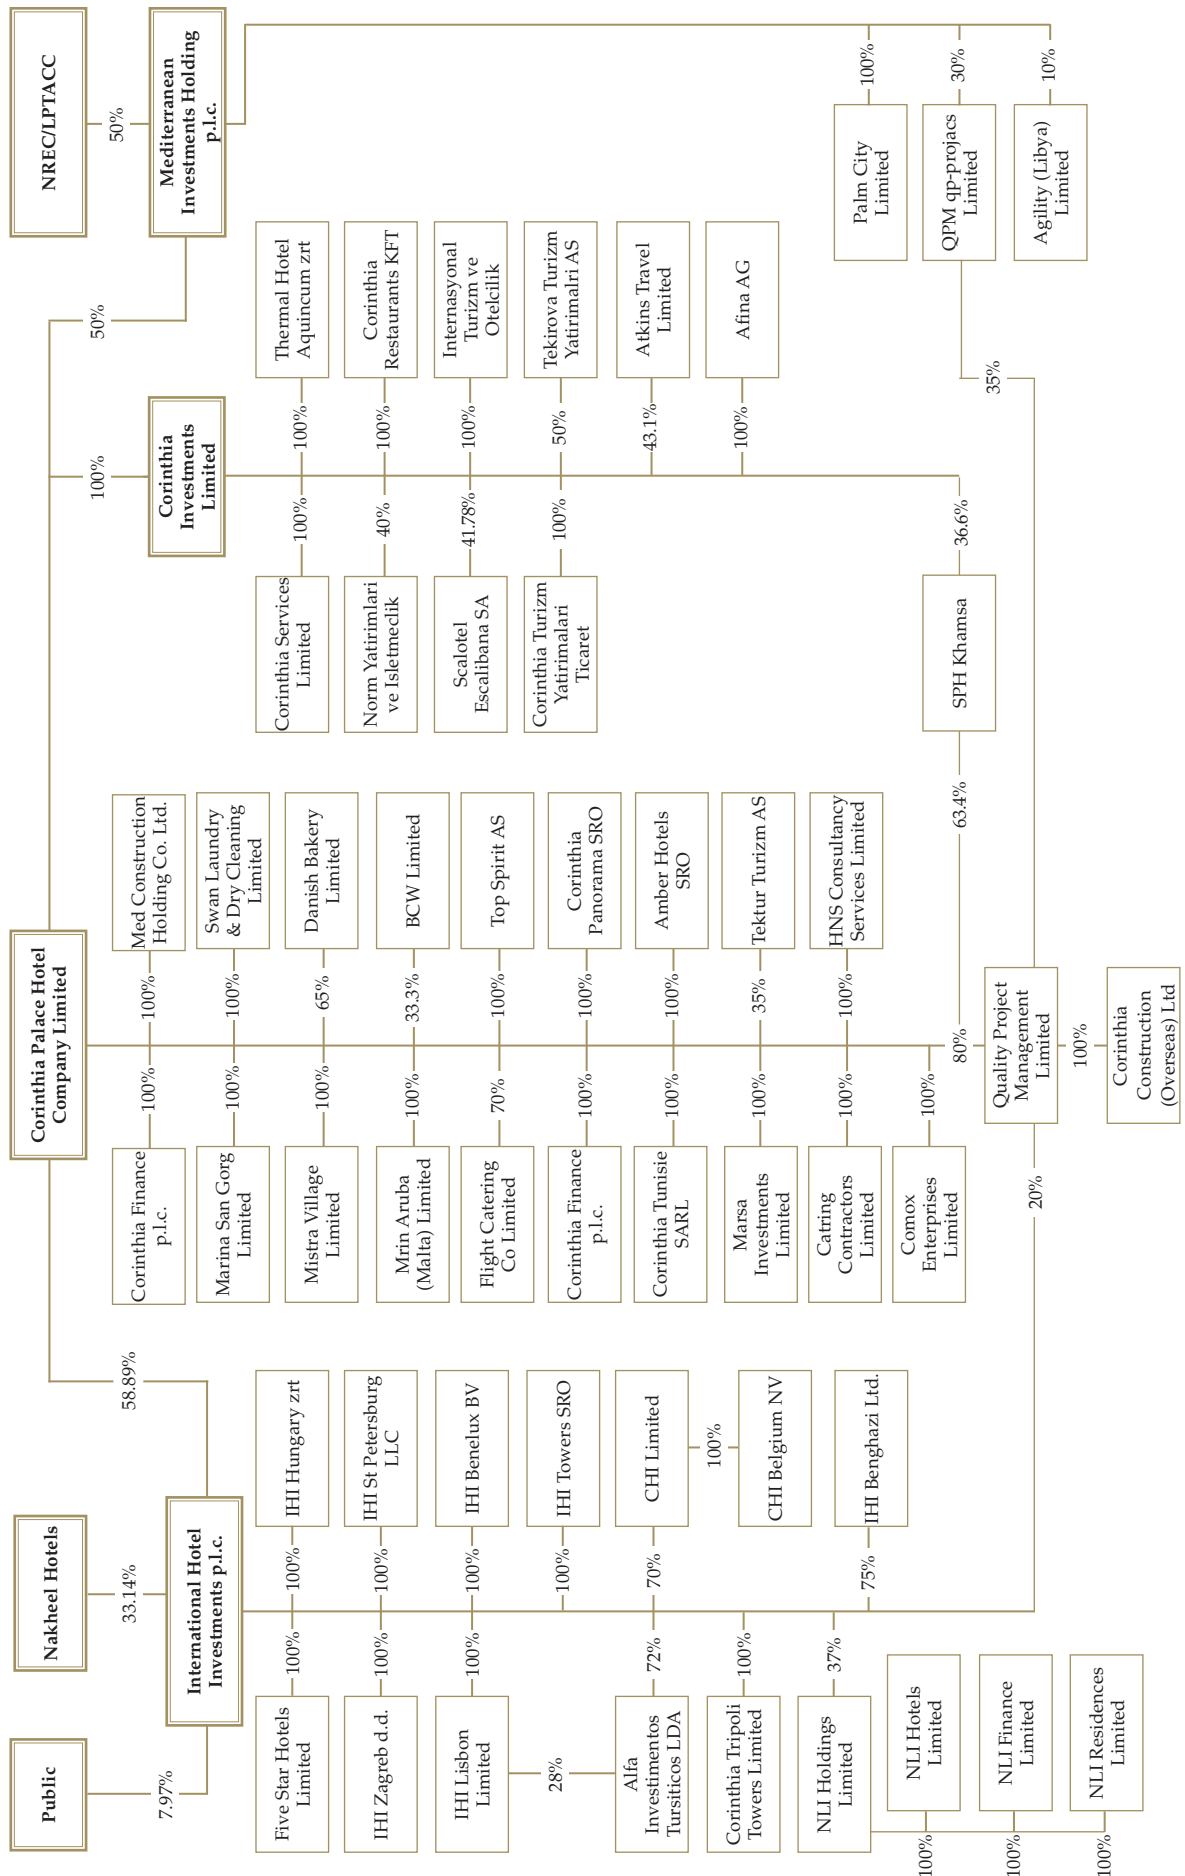 Public
7.97%
Nakheel Hotels
33.14%
International Hotel
Investments p.l.c.
58.89%
Corinthia Palace Hotel
Company Limited
100%
Corinthia
Investments
Limited
50%
NREC/LPTACC
50%
Mediterranean
Investments Holding
p.l.c.
Five Star Hotels
Limited
100%
100%
IHI Hungary zrt
IHI Zagreb d.d.
100%
100%
IHI St Petersburg
LLC
IHI Lisbon
Limited
100%
100%
IHI Benelux BV
28%
100%
IHI Towers SRO
Alfa
Investimentos
Tursiticos LDA
72%
70%
CHI Limited
100%
CHI Belgium NV
Corinthia Tripoli
Towers Limited
100%
NLI Holdings
Limited
37%
75%
IHI Benghazi Ltd.
100%
NLI Hotels
Limited
100%
NLI Finance
Limited
100%
NLI Residences
Limited
20%
Corinthia Finance
p.l.c.
100%
100%
Med Construction
Holding Co. Ltd.
Marina San Gorg
Limited
100%
100%
Swan Laundry
& Dry Cleaning
Limited
Mistra Village
Limited
100%
65%
Danish Bakery
Limited
Mrin Aruba
(Malta) Limited
100%
33.3%
BCW Limited
Flight Catering
Co Limited
70%
100%
Top Spirit AS
Corinthia Finance
p.l.c.
100%
100%
Corinthia
Panorama SRO
Corinthia Tunisie
SARL
100%
100%
Amber Hotels
SRO
Marsa
Investments
Limited
100%
35%
Tektur Turizm AS
Catring
Contractors
Limited
100%
100%
HNS Consultancy
Services Limited
Comox
Enterprises
Limited
100%
80%
63.4%
SPH Khamsa
36.6%
Quality Project
Management
Limited
100%
Corinthia
Construction
(Overseas) Ltd
Corinthia Services
Limited
100%
100%
Thermal Hotel
Aquincum zrt
Norm Yatirimlari
ve Isletmeclik
40%
100%
Corinthia
Restaurants KFT
Scalotel
Escalibana SA
41.78%
100%
Internasyonal
Turizm ve
Otelcilik
Corinthia Turizm
Yatirimalari
Ticaret
100%
50%
Tekirova Turizm
Yatirimalri AS
43.1%
Atkins Travel
Limited
100%
Afina AG
100%
Palm City
Limited
30%
QPM qp-projacs
Limited
35%
10%
Agility (Libya)
Limited